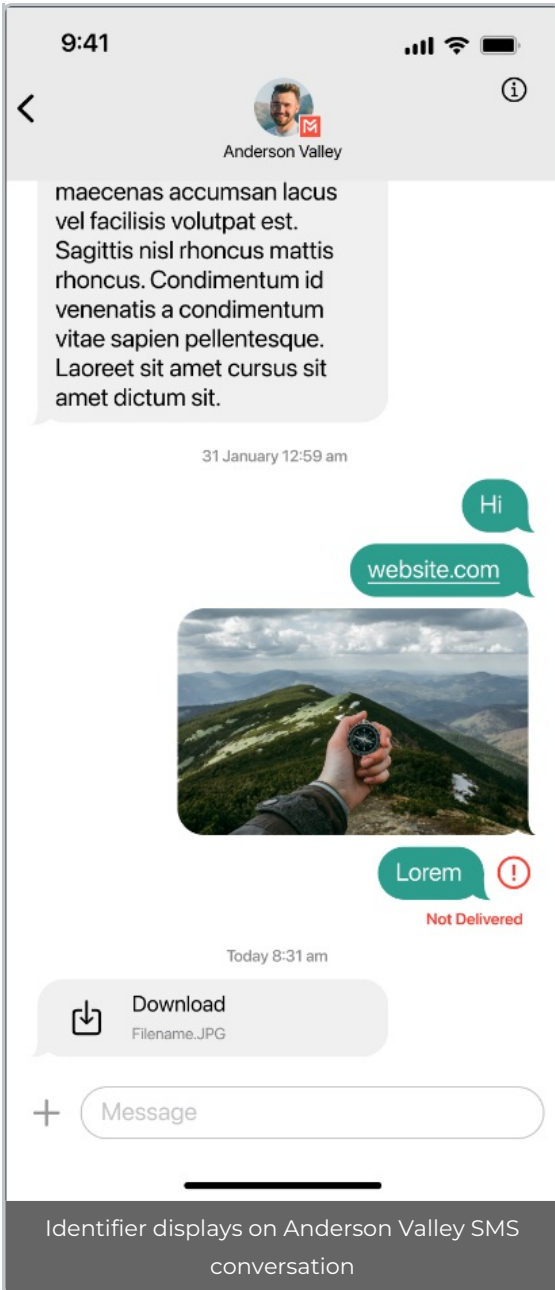 9:41
Anderson Valley
maecenas accumsan lacus
vel facilisis volutpat est.
Sagittis nisl rhoncus mattis
rhoncus. Condimentum id
venenatis a condimentum
vitae sapien pellentesque.
Laoreet sit amet cursus sit
amet dictum sit.
31 January 12:59 am
Hi
website.com
Lorem
Not Delivered
Today 8:31 am
Download
Filename.JPG
Message
Identifier displays on Anderson Valley SMS
conversation